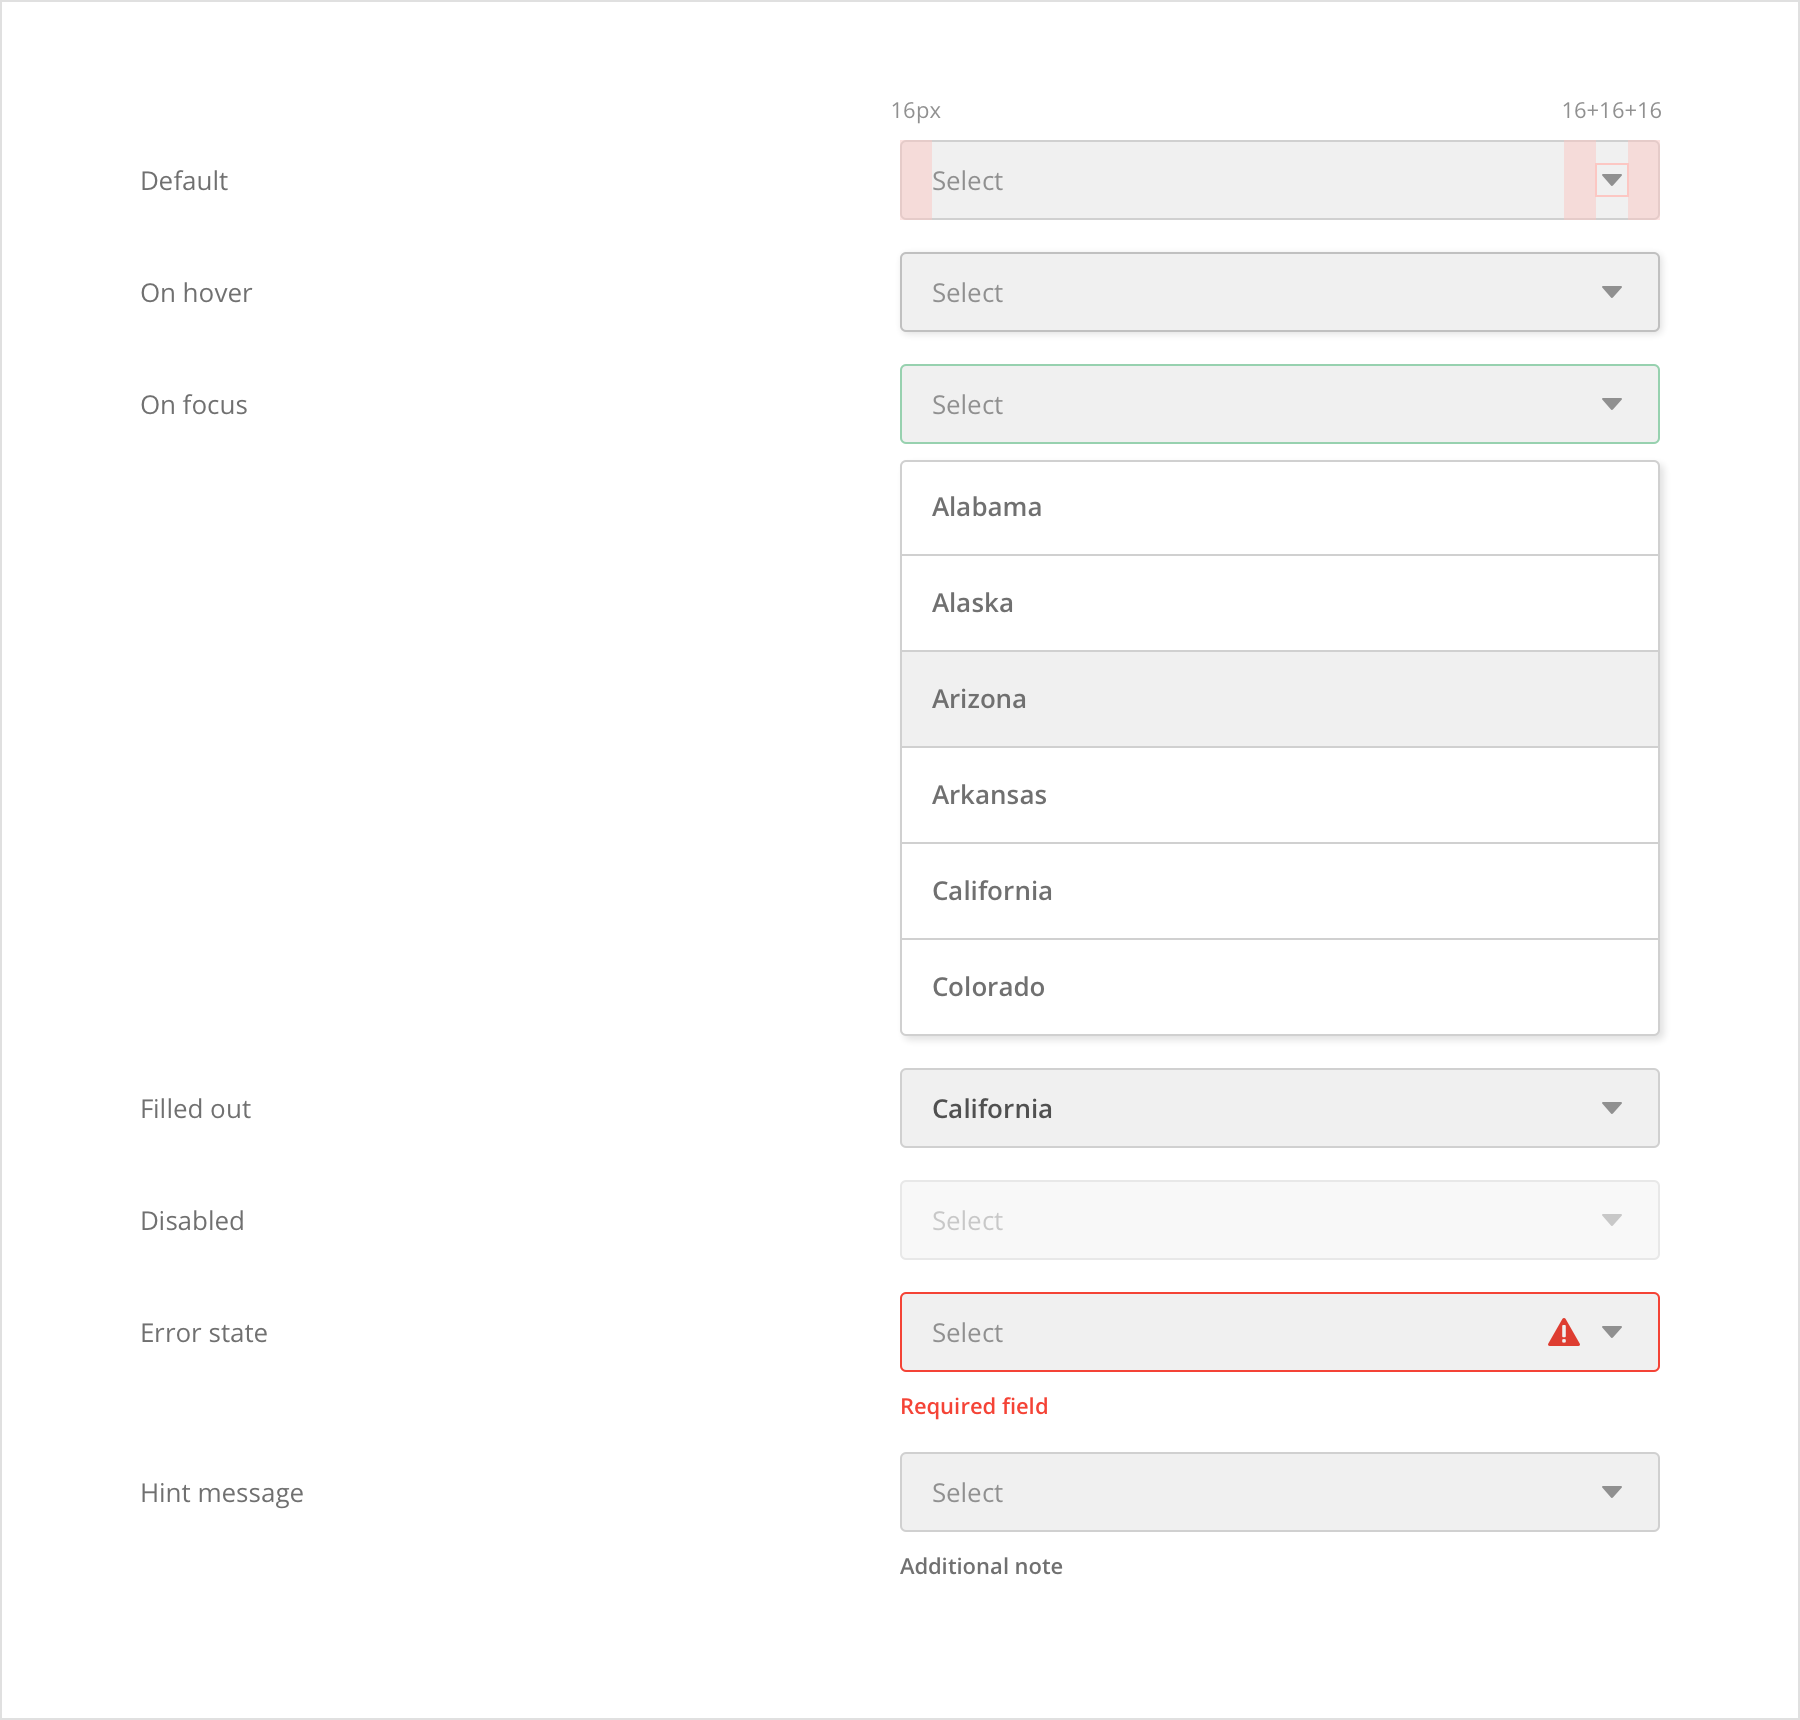 16px
16+16+16
Default
Select
On hover
Select
On focus
Select
Alabama
Alaska
Arizona
Arkansas
California
Colorado
Filled out
California
Disabled
Select
Error state
Select
Required field
Hint message
Select
Additional note